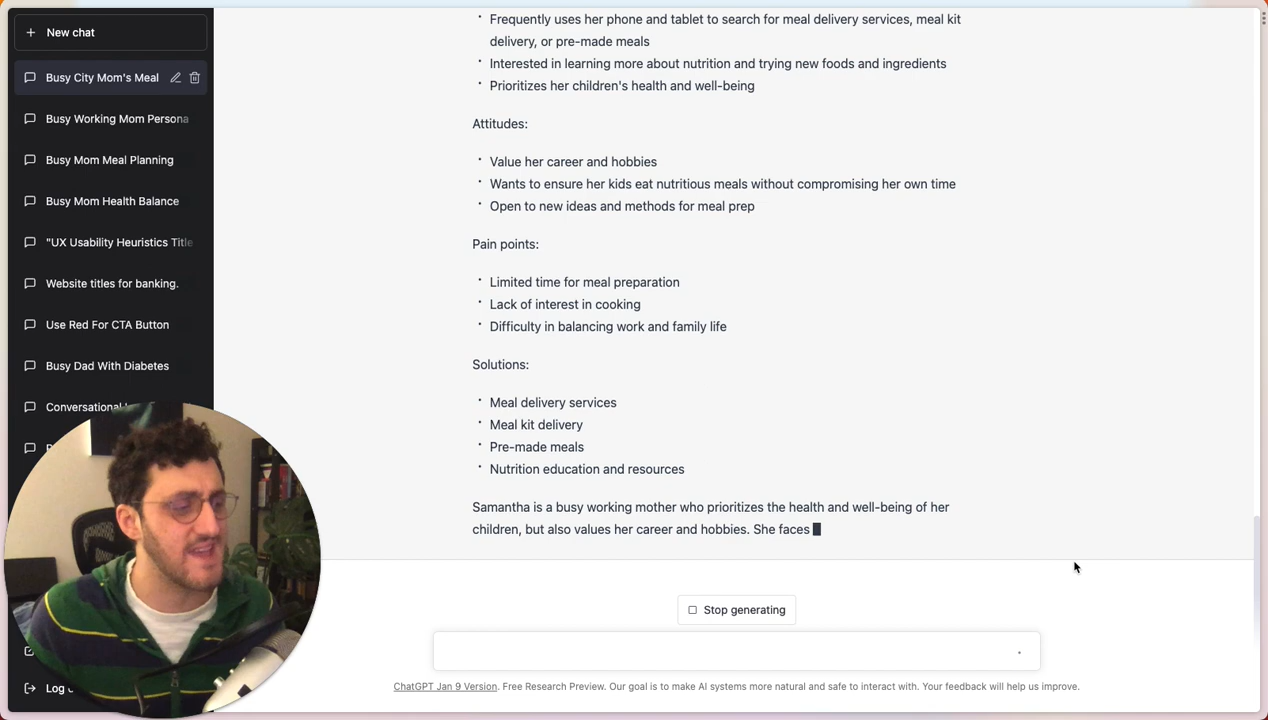 New chat
Busy City Mom's Meal
Busy Working Mom Persona
Busy Mom Meal Planning
Busy Mom Health Balance
"UX Usability Heuristics Title
Website titles for banking.
Use Red For CTA Button
Busy Dad With Diabetes
Conversational
Log
Frequently uses her phone and tablet to search for meal delivery services, meal kit
delivery, or pre-made meals
Interested in learning more about nutrition and trying new foods and ingredients
Prioritizes her children's health and well-being
Attitudes:
Value her career and hobbies
Wants to ensure her kids eat nutritious meals without compromising her own time
Open to new ideas and methods for meal prep
Pain points:
Limited time for meal preparation
Lack of interest in cooking
Difficulty in balancing work and family life
Solutions:
Meal delivery services
Meal kit delivery
Pre-made meals
Nutrition education and resources
Samantha is a busy working mother who prioritizes the health and well-being of her
children, but also values her career and hobbies. She faces
Stop generating
ChatGPT Jan 9 Version. Free Research Preview. Our goal is to make AI systems more natural and safe to interact with. Your feedback will help us improve.